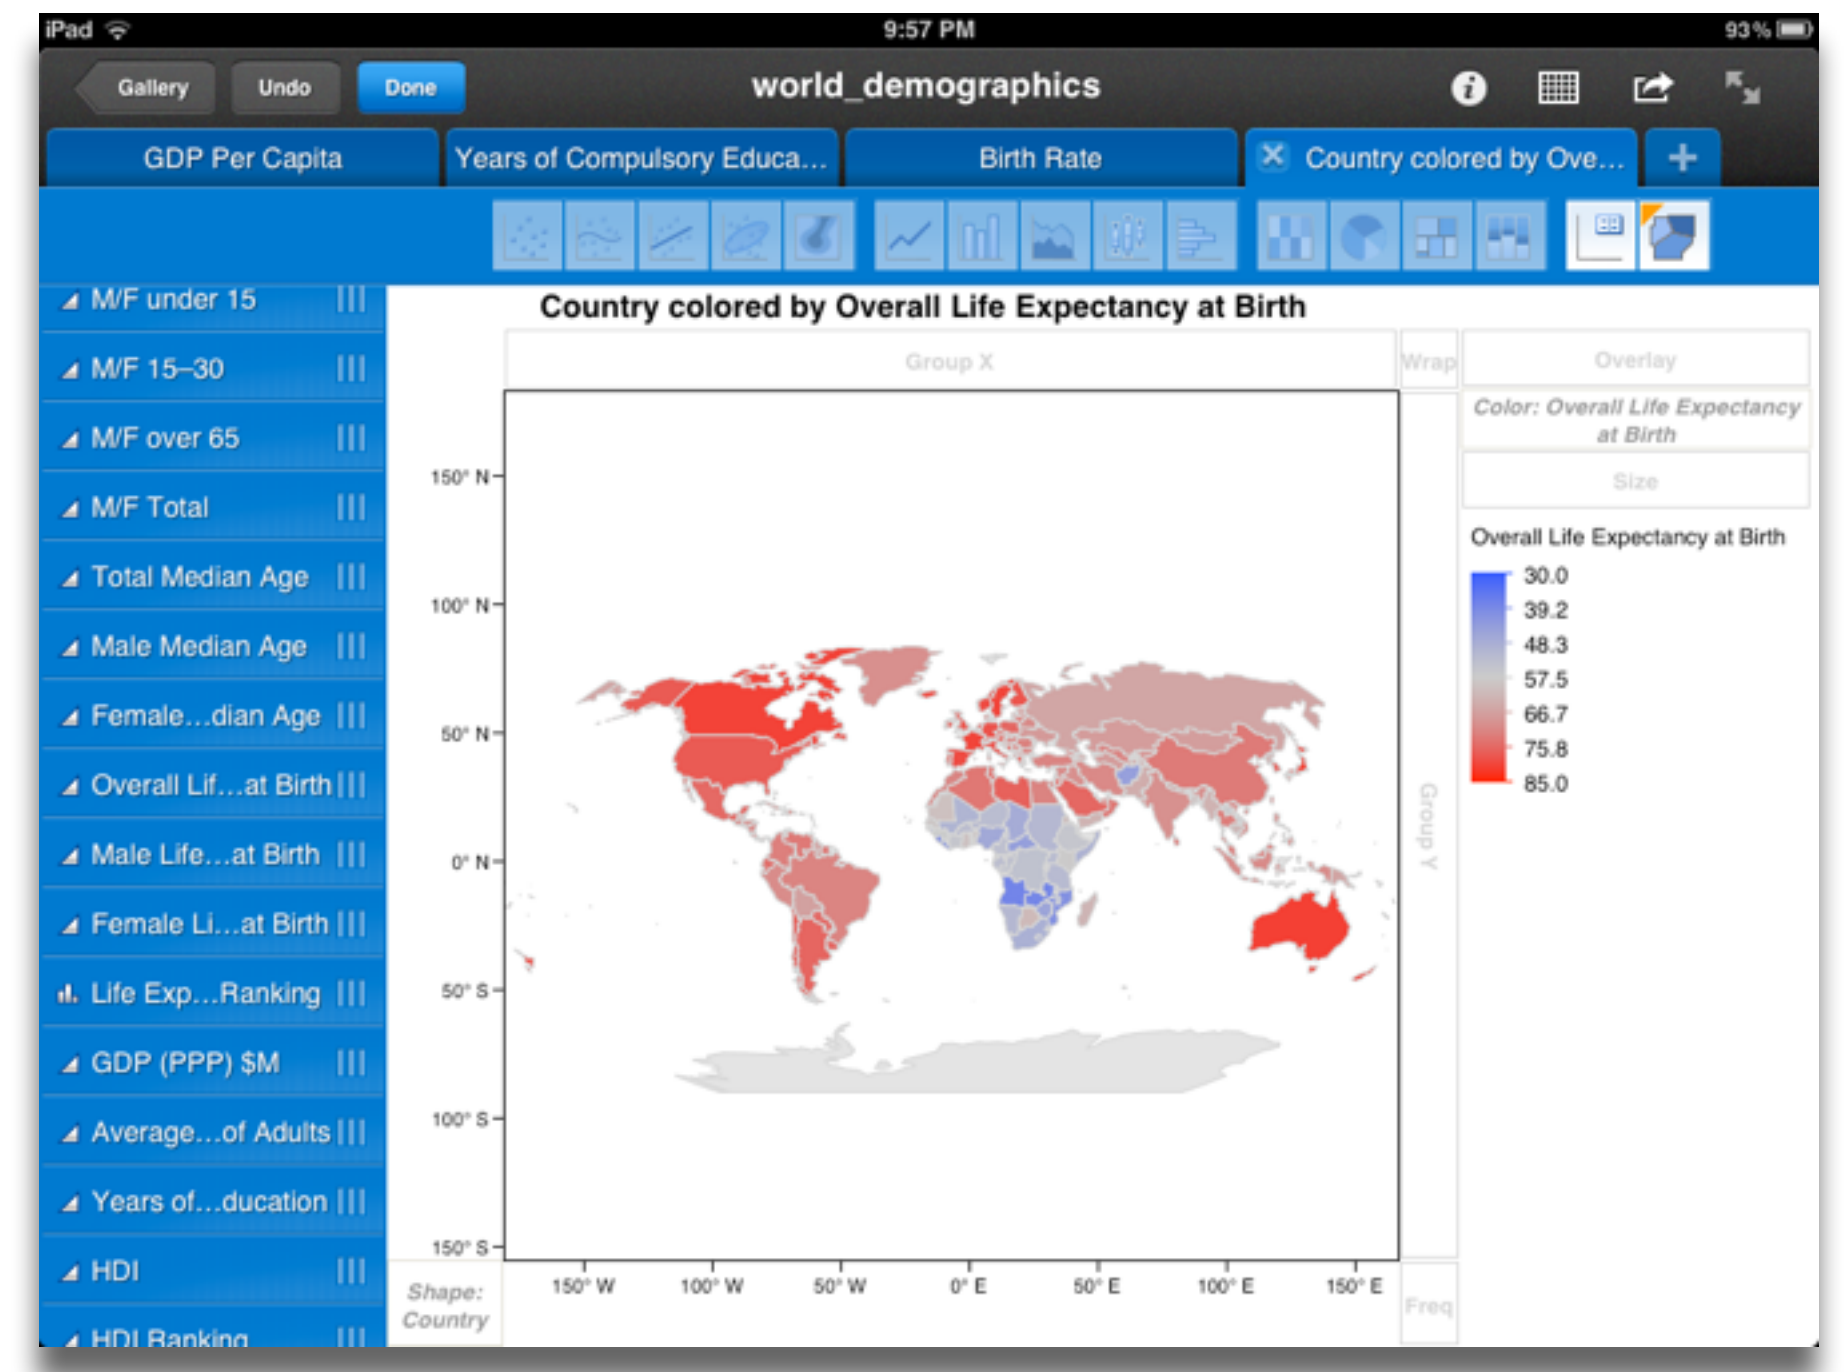 iPad
9:57 PM
93%
Gallery
Undo
Done
world_demographics
GDP Per Capita
Years of Compulsory Educa...
Birth Rate
Country colored by Ove...
M/F under 15
M/F 15–30
M/F over 65
M/F Total
Total Median Age
Male Median Age
Female...dian Age
Overall Lif...at Birth
Male Life...at Birth
Female Li...at Birth
Life Exp...Ranking
GDP (PPP) $M
Average...of Adults
Years of...ducation
HDI
HDI Ranking
Country colored by Overall Life Expectancy at Birth
Group X
Wrap
Overlay
Color: Overall Life Expectancy
at Birth
Size
Overall Life Expectancy at Birth
30.0
39.2
48.3
57.5
66.7
75.8
85.0
Group Y
150° N
100° N
50° N
0° N
50° S
100° S
150° S
150° W
100° W
50° W
0° E
50° E
100° E
150° E
Shape:
Country
Freq